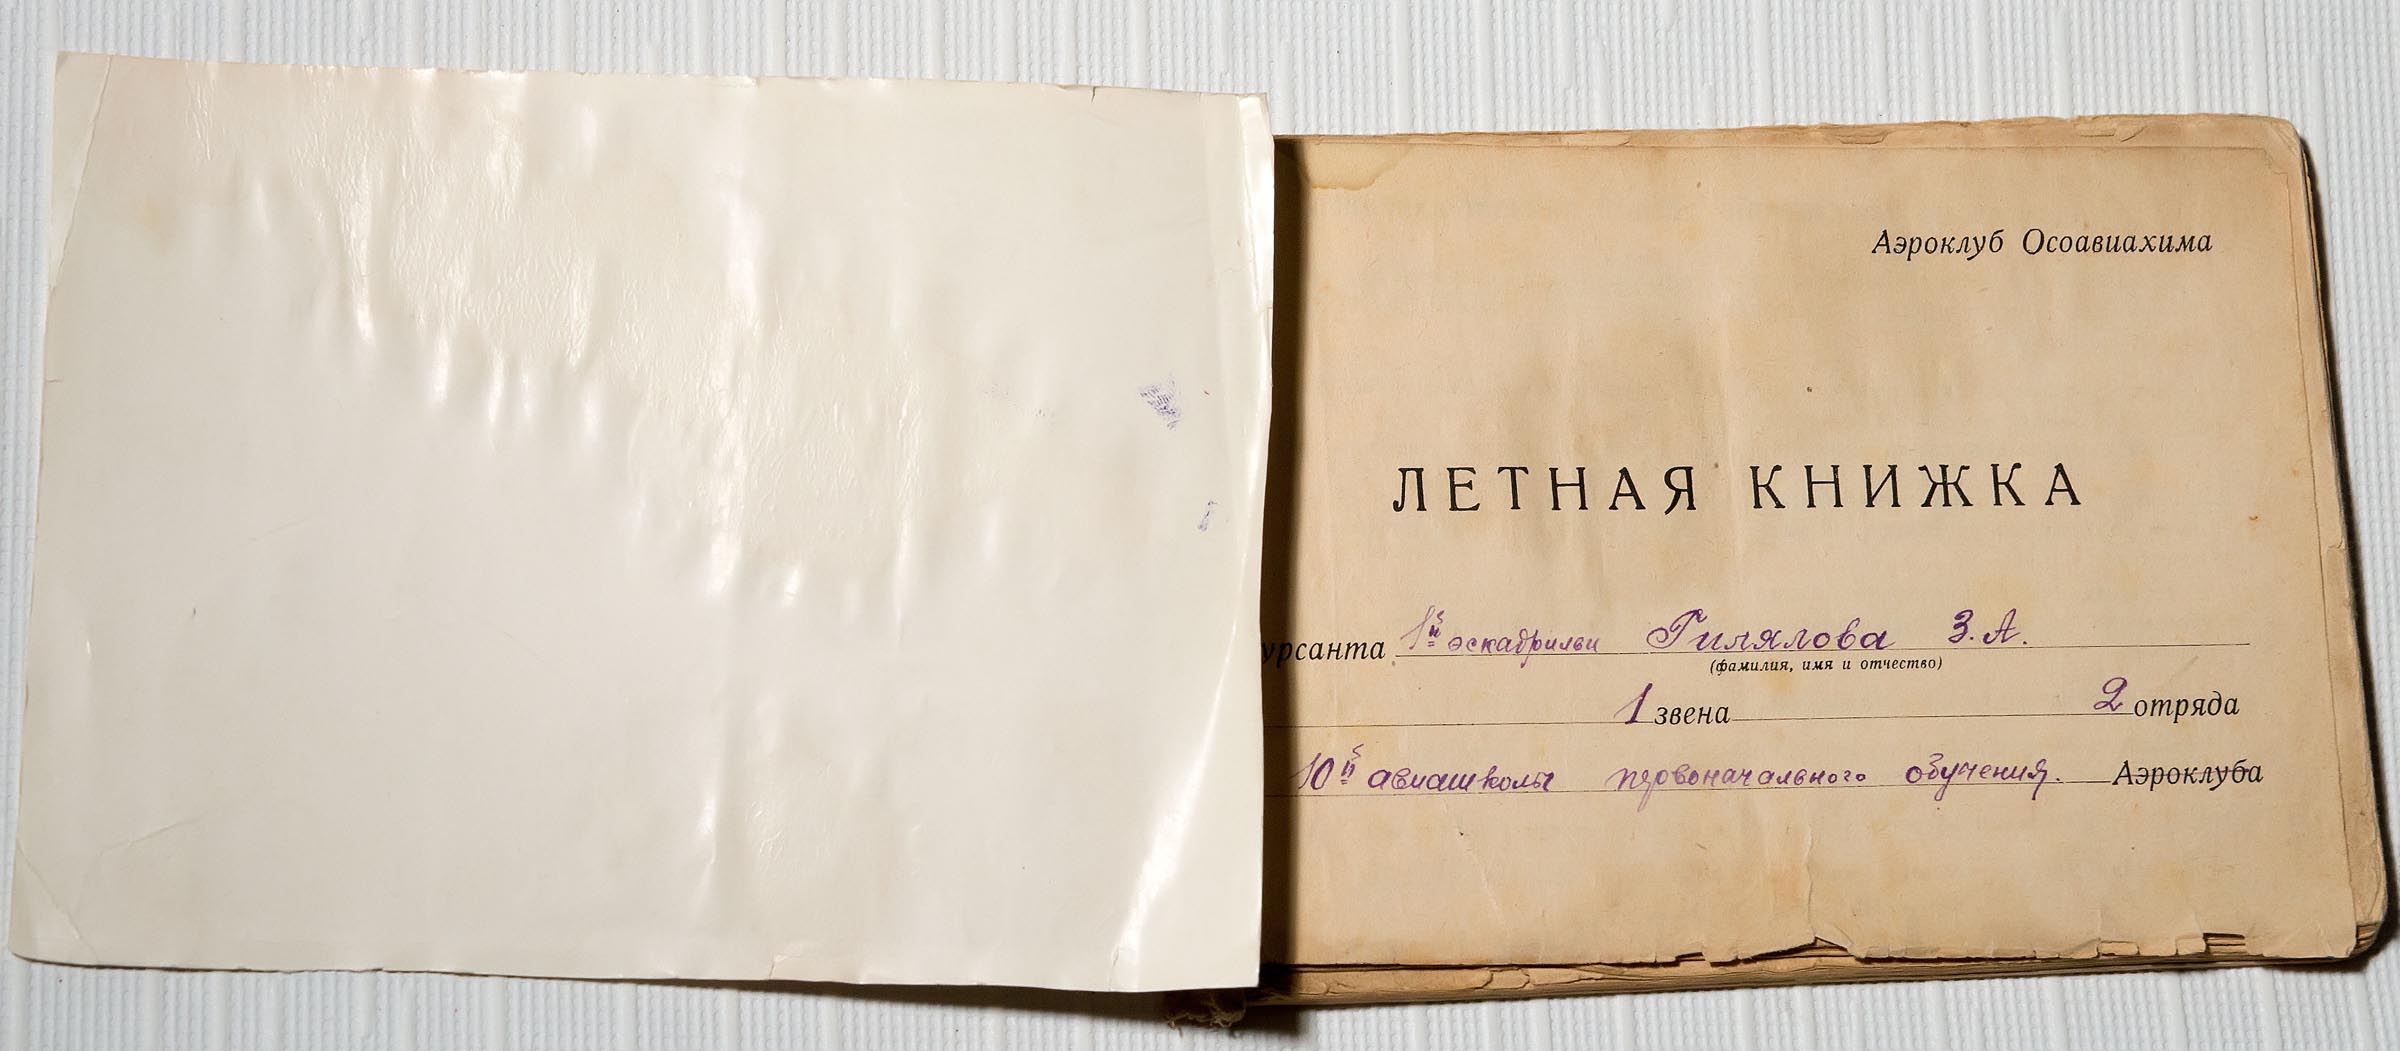 Аэроклуб Осоавиахима
ЛЕТНАЯ КНИЖКА
урсанта 1й эскадрильи Гилялова З. А.
(фамилия, имя и отчество)
1 звена 2 отряда
10й авиашколы первоначального обучения. Аэроклуба